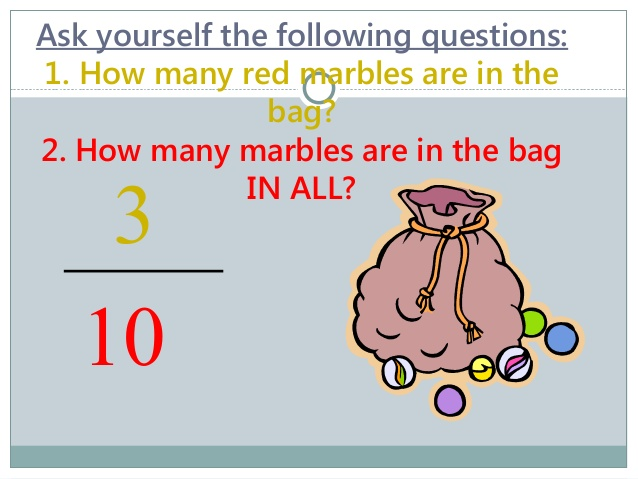 Ask yourself the following questions:
1. How many red marbles are in the
bag?
2. How many marbles are in the bag
IN ALL?
3
10